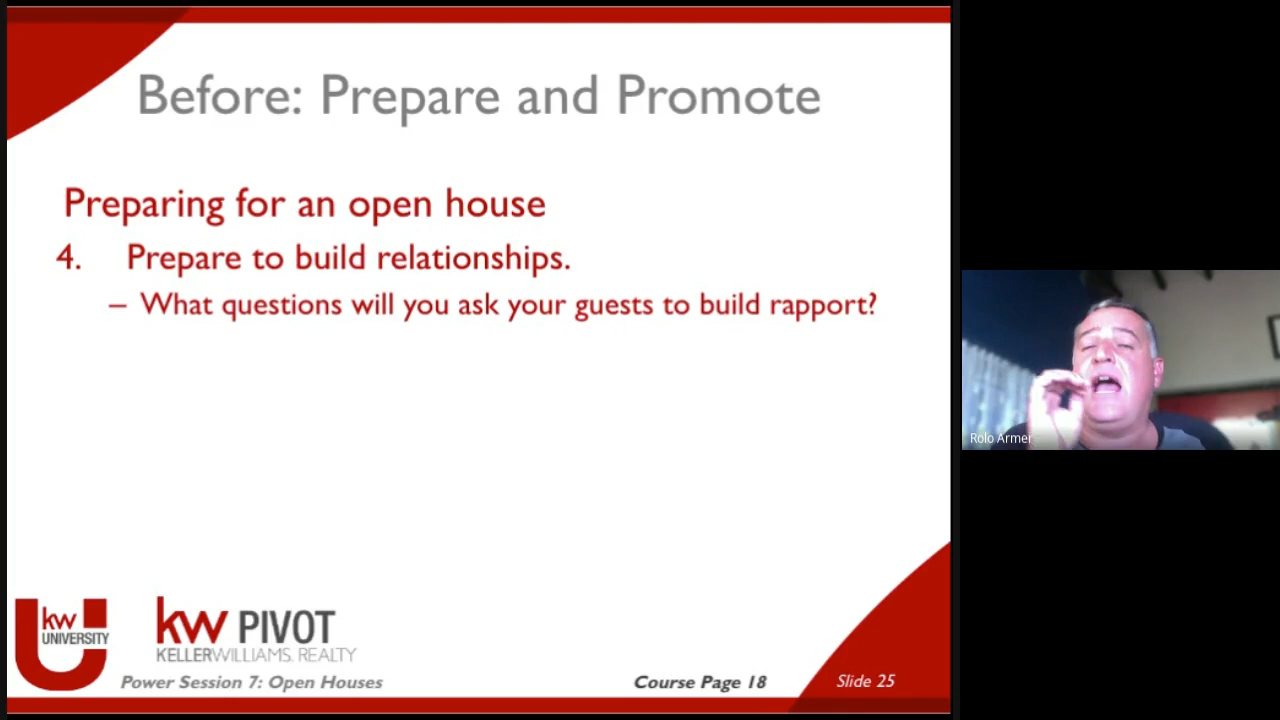 Before: Prepare and Promote
Preparing for an open house
4. Prepare to build relationships.
– What questions will you ask your guests to build rapport?
kw
UNIVERSITY
kw PIVOT
KELLERWILLIAMS. REALTY
Power Session 7: Open Houses
Course Page 18
Slide 25
Rolo Armer